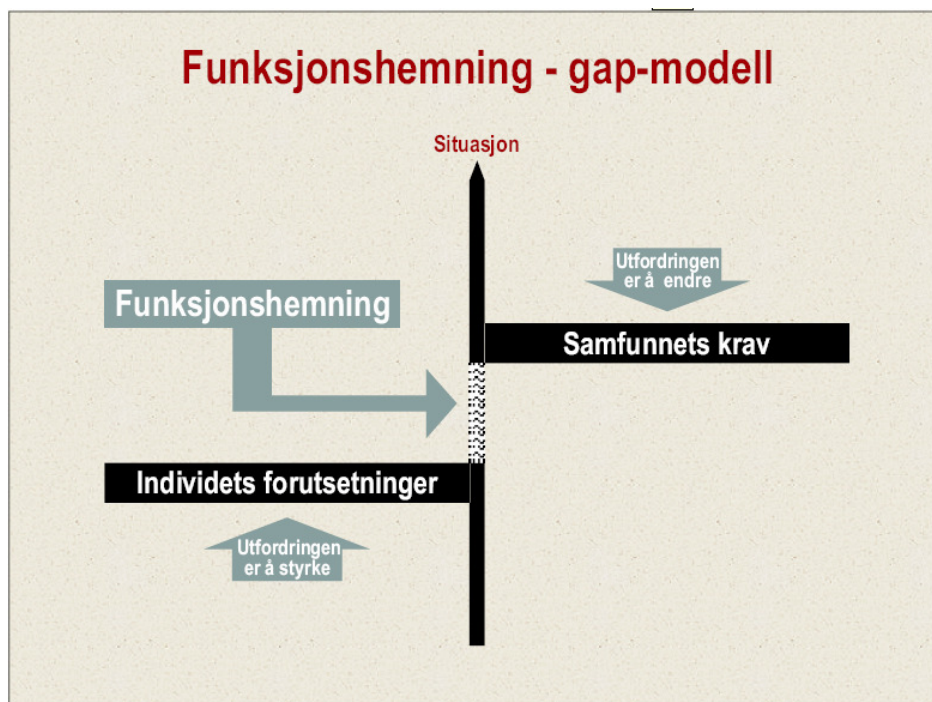 Funksjonshemning - gap-modell
Situasjon
Utfordringen
er å endre
Funksjonshemning
Samfunnets krav
Individets forutsetninger
Utfordringen
er å styrke